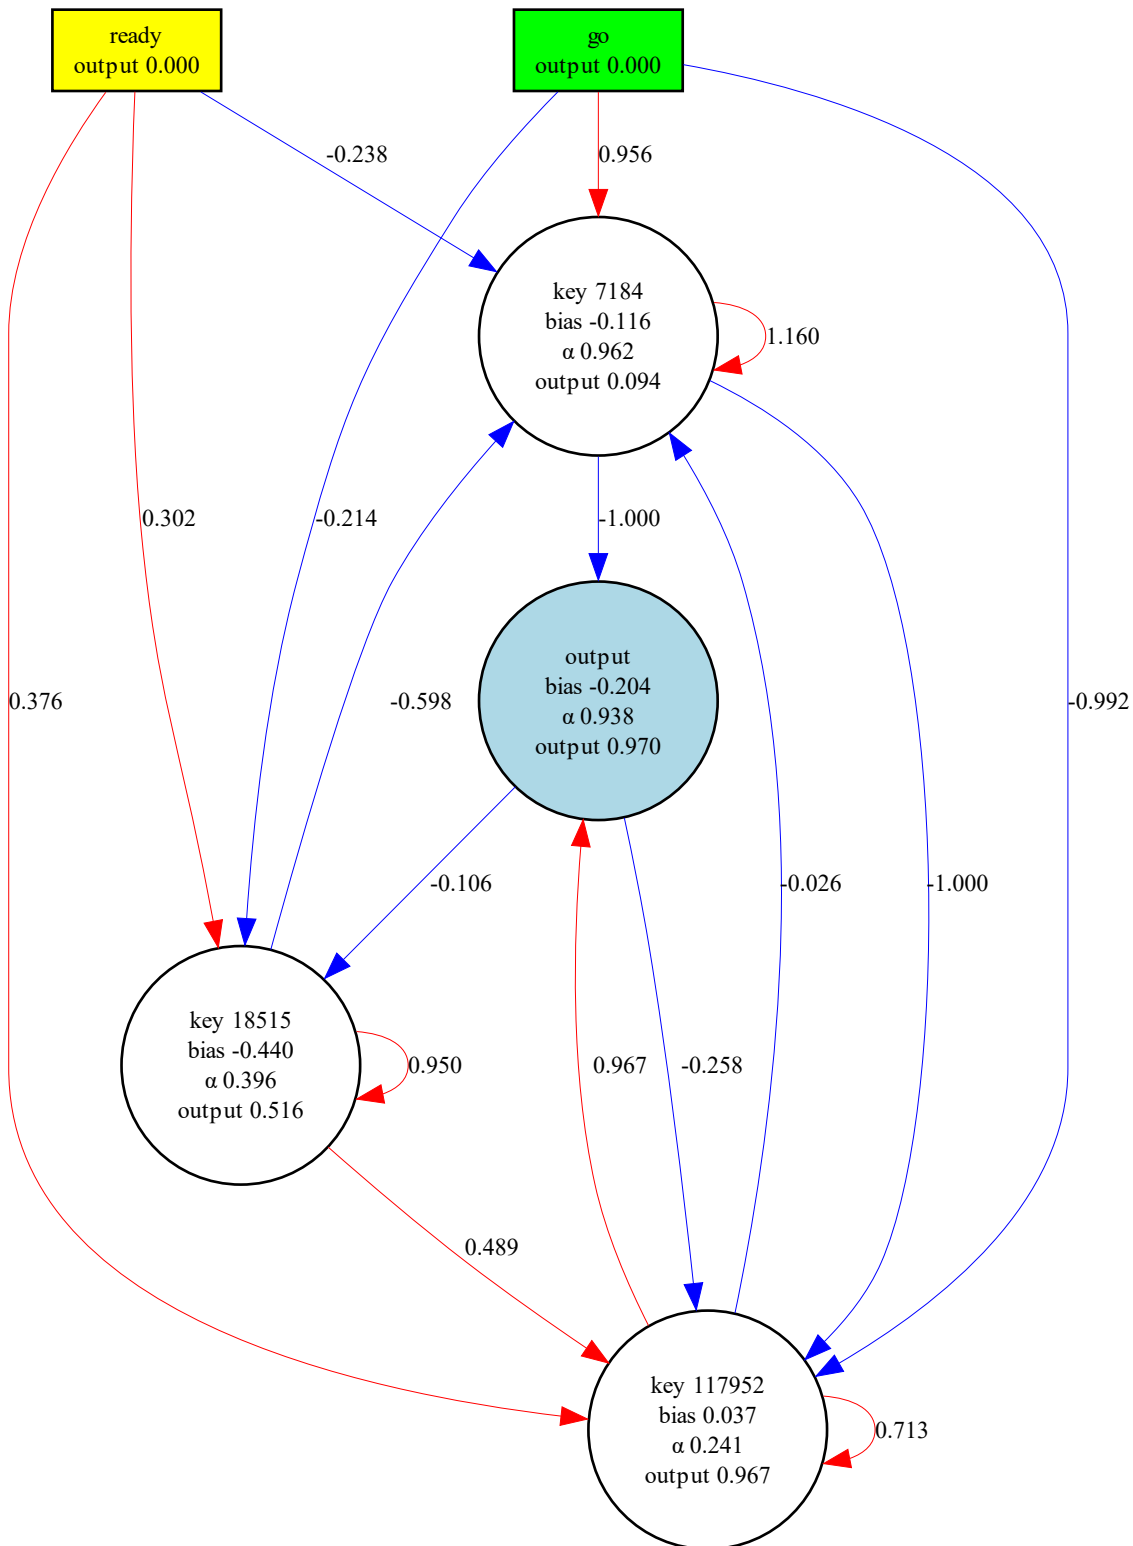 ready
output 0.000
go
output 0.000
-0.238
0.956
key 7184
bias -0.116
α 0.962
output 0.094
1.160
0.302
-0.214
-1.000
output
bias -0.204
α 0.938
output 0.970
0.376
-0.598
-0.992
-0.106
-0.026
-1.000
key 18515
bias -0.440
α 0.396
output 0.516
0.950
0.967
-0.258
0.489
key 117952
bias 0.037
α 0.241
output 0.967
0.713